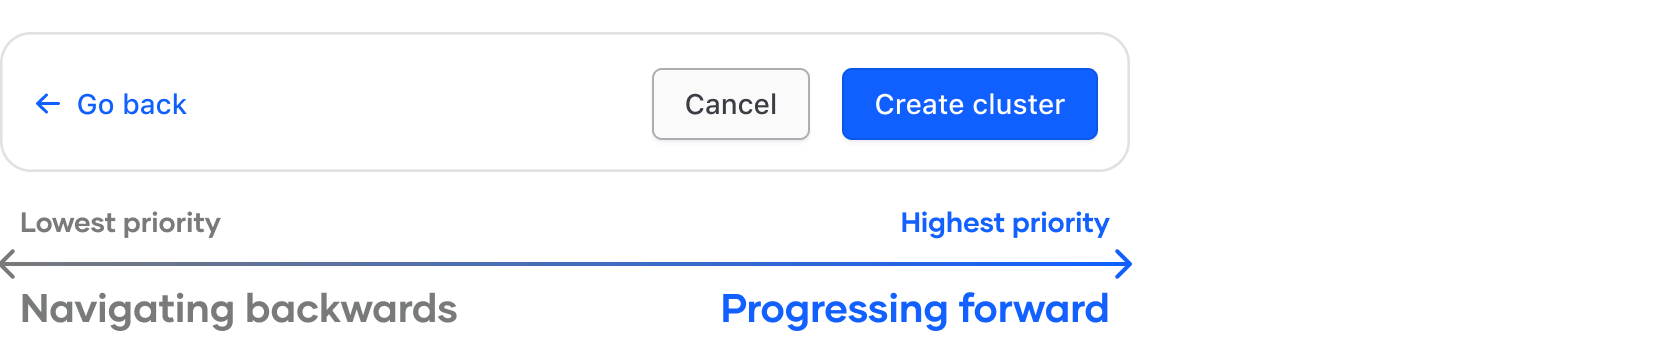 Go back Cancel Create cluster
Lowest priority Highest priority
Navigating backwards Progressing forward